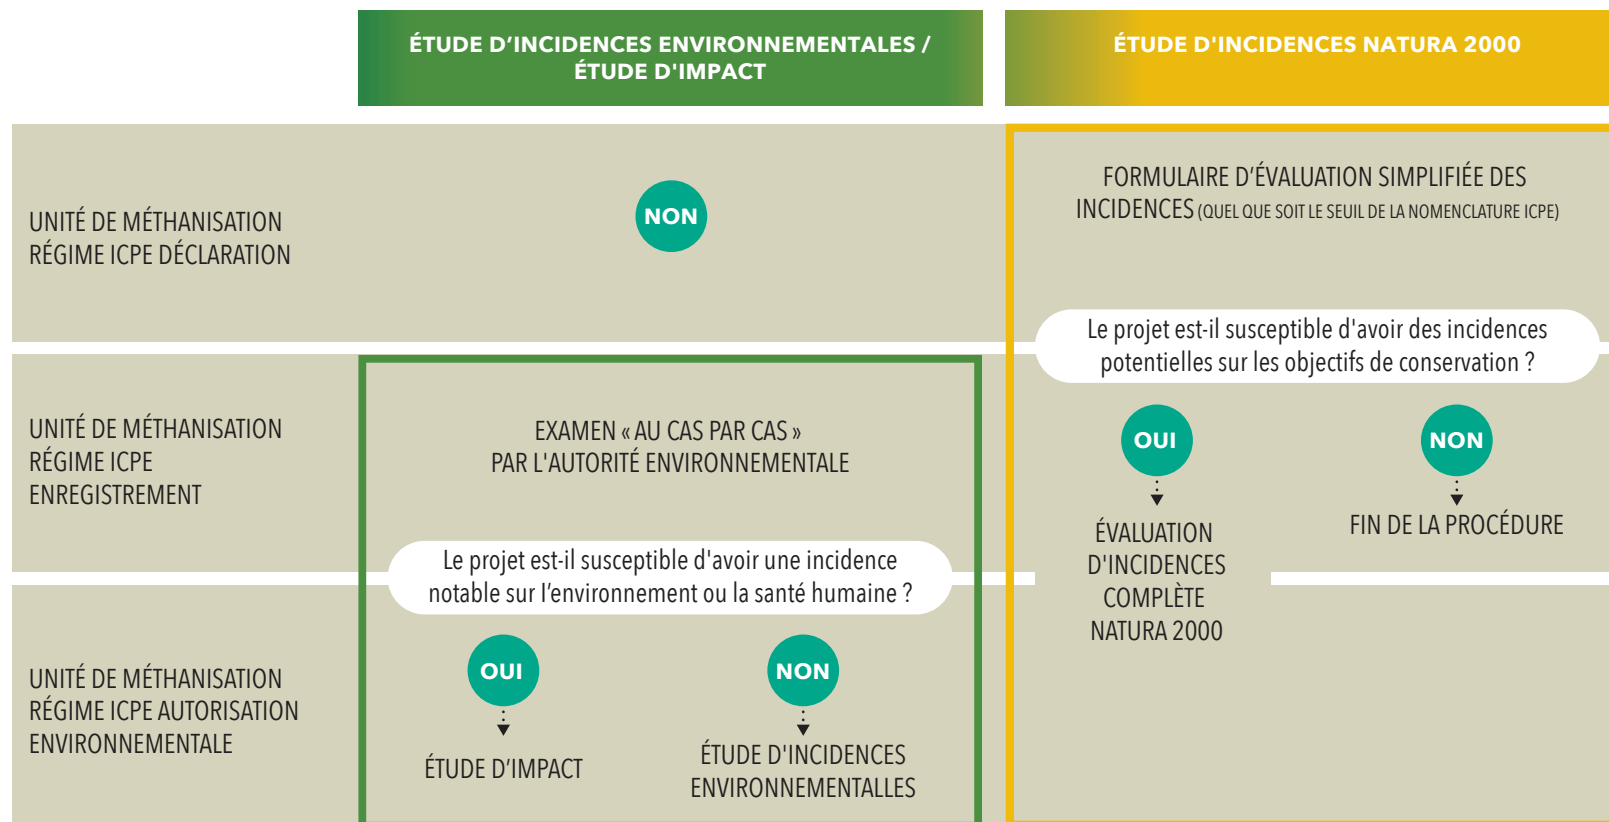 ÉTUDE D’INCIDENCES ENVIRONNEMENTALES /
ÉTUDE D'IMPACT
ÉTUDE D'INCIDENCES NATURA 2000
UNITÉ DE MÉTHANISATION
RÉGIME ICPE DÉCLARATION
NON
FORMULAIRE D’ÉVALUATION SIMPLIFIÉE DES
INCIDENCES (QUEL QUE SOIT LE SEUIL DE LA NOMENCLATURE ICPE)
Le projet est-il susceptible d'avoir des incidences
potentielles sur les objectifs de conservation ?
UNITÉ DE MÉTHANISATION
RÉGIME ICPE
ENREGISTREMENT
EXAMEN « AU CAS PAR CAS »
PAR L'AUTORITÉ ENVIRONNEMENTALE
OUI
NON
ÉVALUATION
D'INCIDENCES
COMPLÈTE
NATURA 2000
FIN DE LA PROCÉDURE
Le projet est-il susceptible d'avoir une incidence
notable sur l’environnement ou la santé humaine ?
UNITÉ DE MÉTHANISATION
RÉGIME ICPE AUTORISATION
ENVIRONNEMENTALE
OUI
NON
ÉTUDE D’IMPACT
ÉTUDE D'INCIDENCES
ENVIRONNEMENTALLES